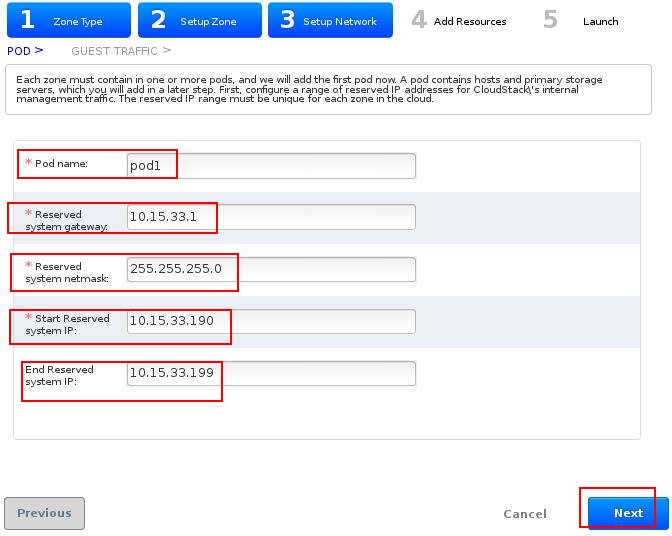 1 Zone Type 2 Setup Zone 3 Setup Network 4 Add Resources 5 Launch
POD > GUEST TRAFFIC >
Each zone must contain in one or more pods, and we will add the first pod now. A pod contains hosts and primary storage
servers, which you will add in a later step. First, configure a range of reserved IP addresses for CloudStack\'s internal
management traffic. The reserved IP range must be unique for each zone in the cloud.
* Pod name: pod1
* Reserved
system gateway: 10.15.33.1
* Reserved
system netmask: 255.255.255.0
* Start Reserved
system IP: 10.15.33.190
End Reserved
system IP: 10.15.33.199
Previous Cancel Next